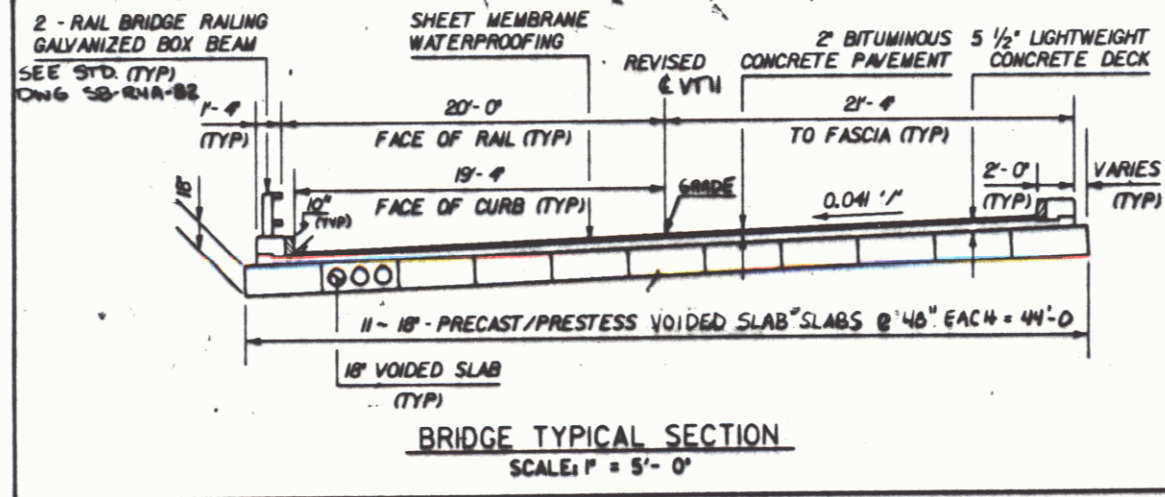 2 - RAIL BRIDGE RAILING
GALVANIZED BOX BEAM
SEE STD. (TYP)
DWG SB-R4A-82
SHEET MEMBRANE
WATERPROOFING
REVISED
℄ VT11
2" BITUMINOUS
CONCRETE PAVEMENT
5 1/2" LIGHTWEIGHT
CONCRETE DECK
1'-4"
(TYP)
20'-0"
FACE OF RAIL (TYP)
21'-4"
TO FASCIA (TYP)
19'-4"
FACE OF CURB (TYP)
GRADE
2'-0"
(TYP)
VARIES
(TYP)
18"
10"
(TYP)
0.041 '/'
11 ~ 18" - PRECAST/PRESTESS VOIDED SLAB" SLABS @ 48" EACH = 44'-0
18" VOIDED SLAB
(TYP)
BRIDGE TYPICAL SECTION
SCALE: 1" = 5'- 0"